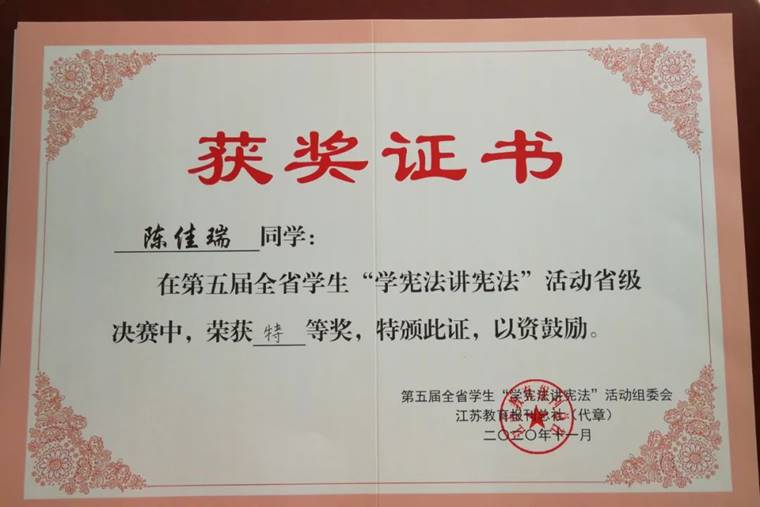 获奖证书
陈佳瑞 同学：
在第五届全省学生“学宪法讲宪法”活动省级
决赛中，荣获 特 等奖，特颁此证，以资鼓励。
第五届全省学生“学宪法讲宪法”活动组委会
江苏教育报刊总社（代章）
二〇二〇年十一月